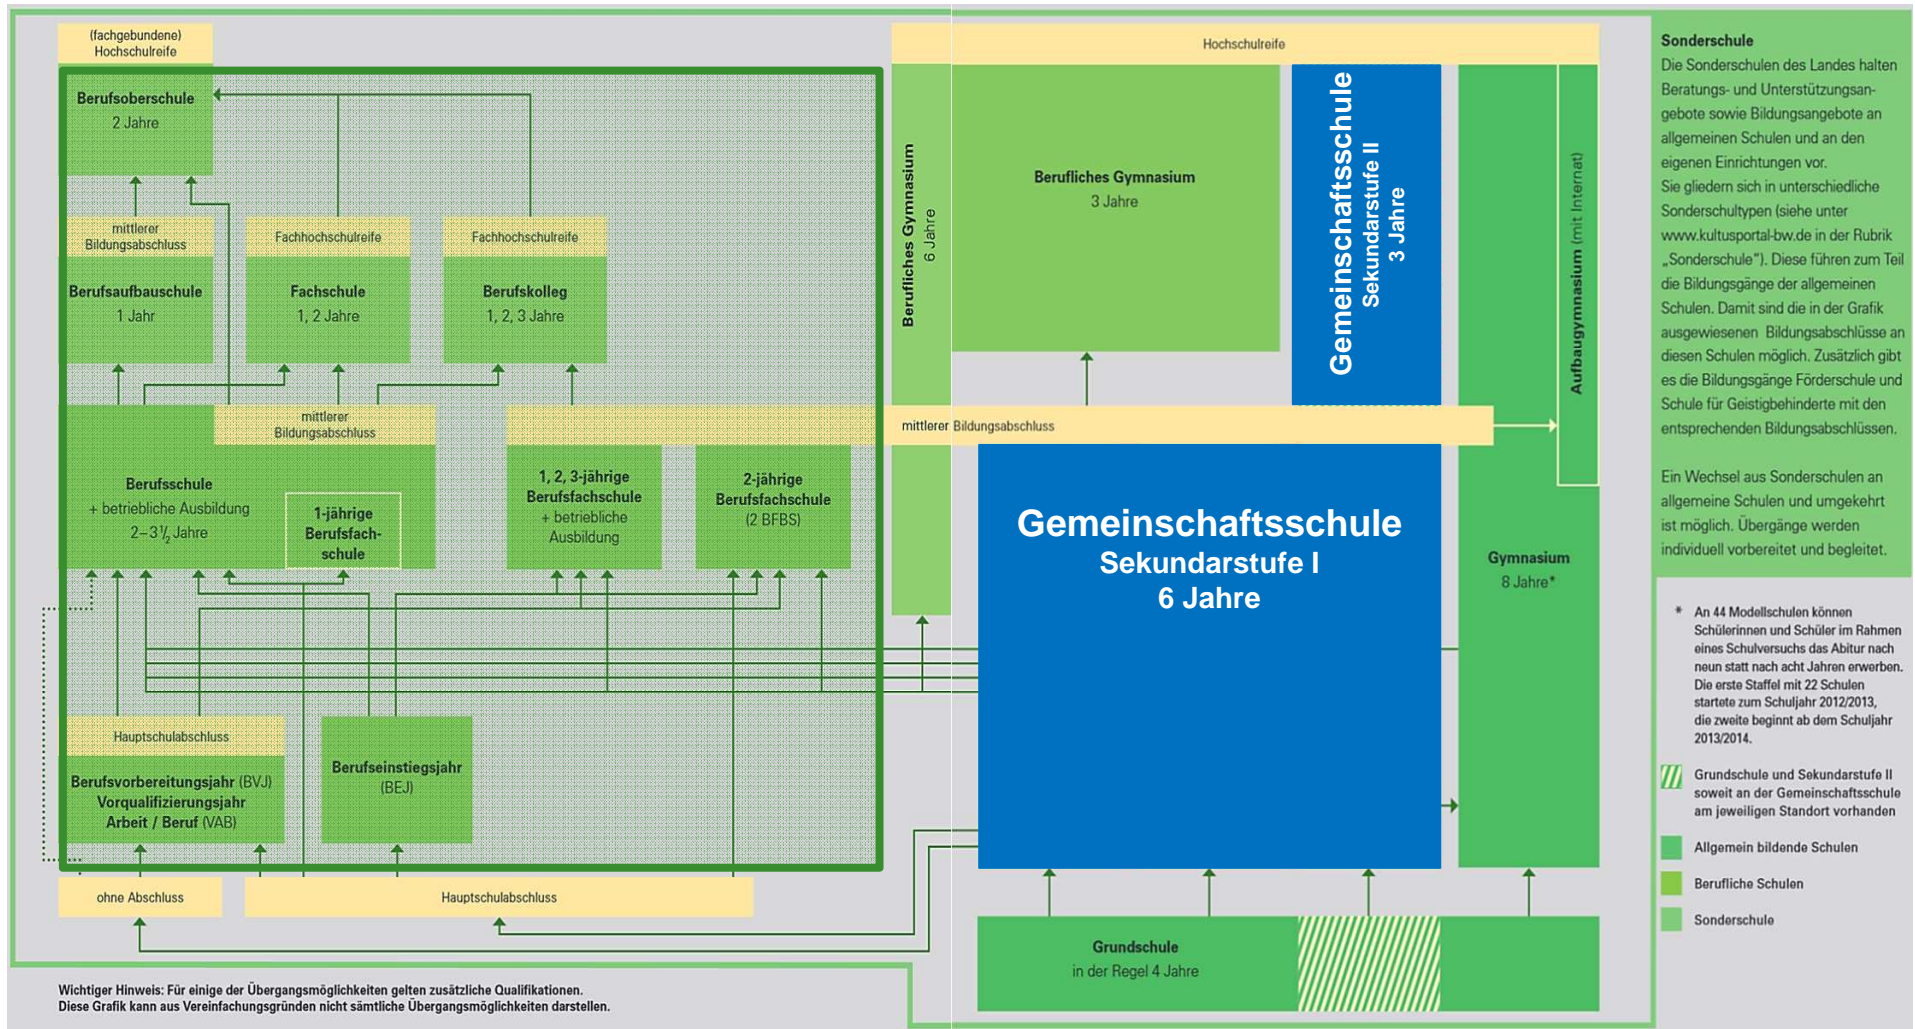 (fachgebundene)
Hochschulreife
Berufsoberschule
2 Jahre
mittlerer
Bildungsabschluss
Fachhochschulreife
Fachhochschulreife
Berufsaufbauschule
1 Jahr
Fachschule
1, 2 Jahre
Berufskolleg
1, 2, 3 Jahre
mittlerer
Bildungsabschluss
Berufsschule
+ betriebliche Ausbildung
2–3 ½ Jahre
1-jährige
Berufsfach-
schule
1, 2, 3-jährige
Berufsfachschule
+ betriebliche
Ausbildung
2-jährige
Berufsfachschule
(2 BFBS)
Hauptschulabschluss
Berufsvorbereitungsjahr (BVJ)
Vorqualifizierungsjahr
Arbeit / Beruf (VAB)
Berufseinstiegsjahr
(BEJ)
ohne Abschluss
Hauptschulabschluss
Wichtiger Hinweis: Für einige der Übergangsmöglichkeiten gelten zusätzliche Qualifikationen.
Diese Grafik kann aus Vereinfachungsgründen nicht sämtliche Übergangsmöglichkeiten darstellen.
Hochschulreife
Berufliches Gymnasium
6 Jahre
Berufliches Gymnasium
3 Jahre
Gemeinschaftsschule
Sekundarstufe II
3 Jahre
Aufbaugymnasium (mit Internat)
mittlerer Bildungsabschluss
Gemeinschaftsschule
Sekundarstufe I
6 Jahre
Gymnasium
8 Jahre*
Grundschule
in der Regel 4 Jahre
Sonderschule
Die Sonderschulen des Landes halten
Beratungs- und Unterstützungsan-
gebote sowie Bildungsangebote an
allgemeinen Schulen und an den
eigenen Einrichtungen vor.
Sie gliedern sich in unterschiedliche
Sonderschultypen (siehe unter
www.kultusportal-bw.de in der Rubrik
„Sonderschule“). Diese führen zum Teil
die Bildungsgänge der allgemeinen
Schulen. Damit sind die in der Grafik
ausgewiesenen Bildungsabschlüsse an
diesen Schulen möglich. Zusätzlich gibt
es die Bildungsgänge Förderschule und
Schule für Geistigbehinderte mit den
entsprechenden Bildungsabschlüssen.
Ein Wechsel aus Sonderschulen an
allgemeine Schulen und umgekehrt
ist möglich. Übergänge werden
individuell vorbereitet und begleitet.
* An 44 Modellschulen können
Schülerinnen und Schüler im Rahmen
eines Schulversuchs das Abitur nach
neun statt nach acht Jahren erwerben.
Die erste Staffel mit 22 Schulen
startete zum Schuljahr 2012/2013,
die zweite beginnt ab dem Schuljahr
2013/2014.
Grundschule und Sekundarstufe II
soweit an der Gemeinschaftsschule
am jeweiligen Standort vorhanden
Allgemein bildende Schulen
Berufliche Schulen
Sonderschule